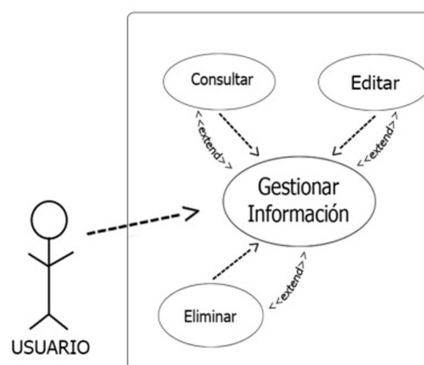 Consultar
Editar
<<extend>>
<<extend>>
Gestionar
Información
Eliminar
<<extend>>
USUARIO